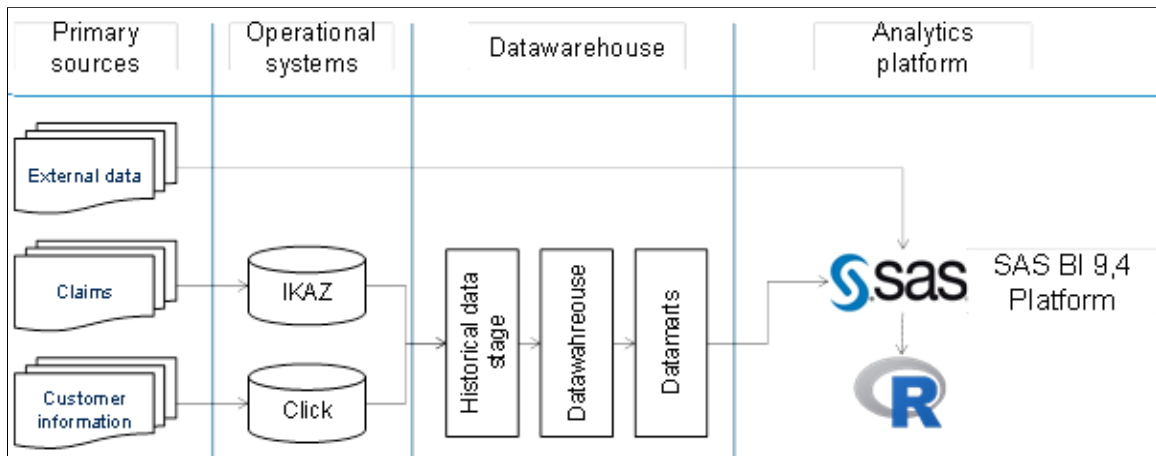 Primary
sources
Operational
systems
Datawarehouse
Analytics
platform
External data
Claims
IKAZ
Customer
information
Click
Historical data
stage
Datawahreouse
Datamarts
sas
SAS BI 9,4
Platform
R